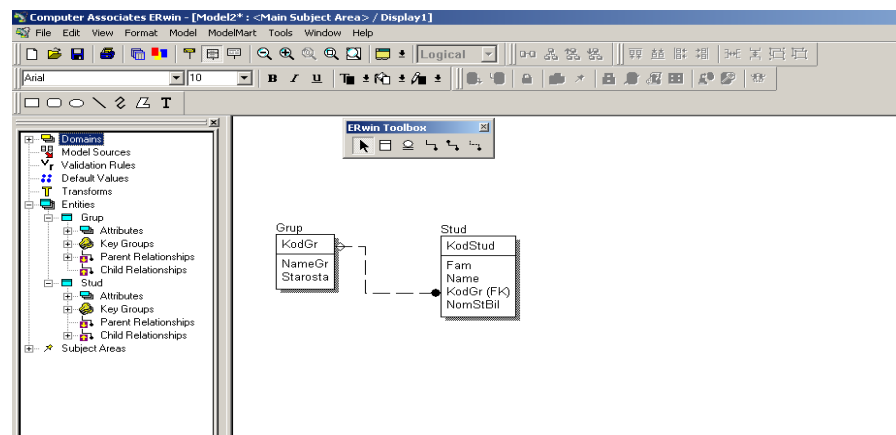 Computer Associates ERwin - [Model2* : <Main Subject Area> / Display1]
File Edit View Format Model ModelMart Tools Window Help
Logical
Arial 10 B I U T
T
Domains
Model Sources
Validation Rules
Default Values
Transforms
Entities
Grup
Attributes
Key Groups
Parent Relationships
Child Relationships
Stud
Attributes
Key Groups
Parent Relationships
Child Relationships
Subject Areas
ERwin Toolbox
Grup
KodGr
NameGr
Starosta
Stud
KodStud
Fam
Name
KodGr (FK)
NomStBil